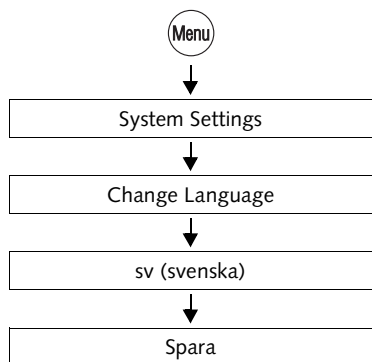 Menu
System Settings
Change Language
sv (svenska)
Spara